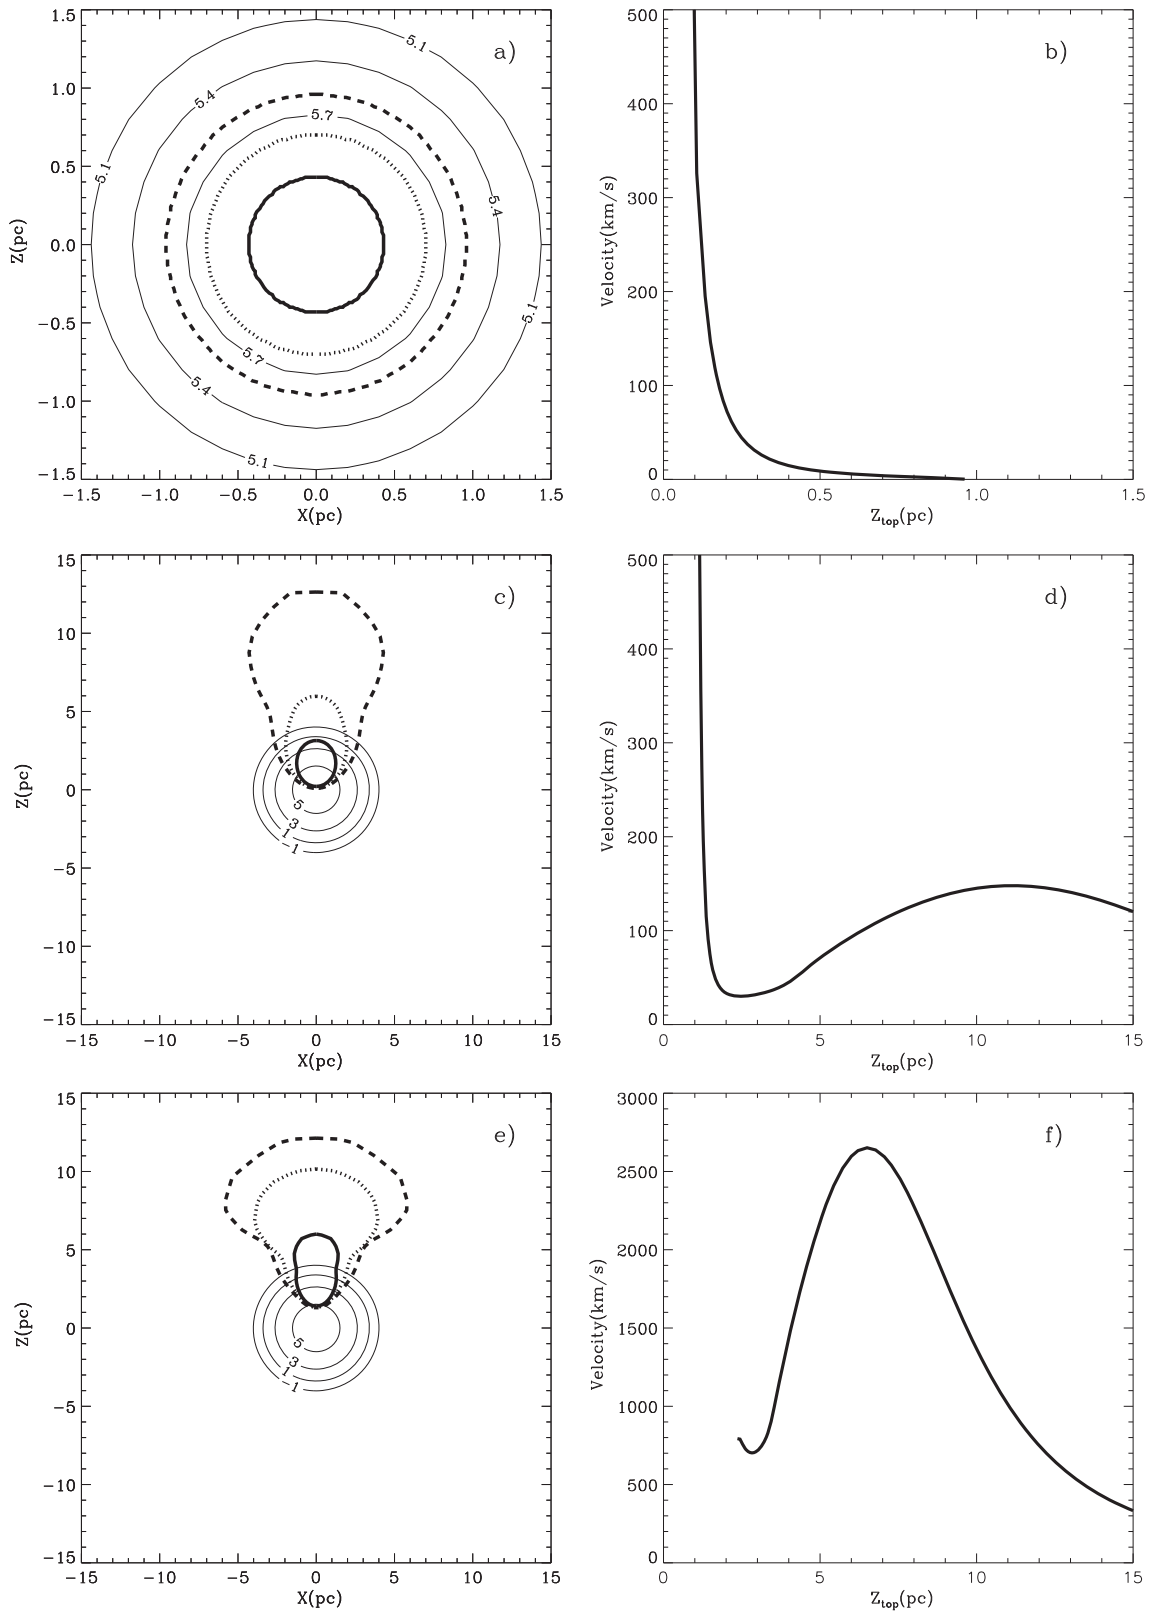 a)
1.5
1.0
0.5
0.0
−0.5
−1.0
−1.5
Z(pc)
5.1
5.4
5.7
5.1
5.4
5.7
5.4
5.1
5.1
−1.5 −1.0 −0.5 0.0 0.5 1.0 1.5
X(pc)
b)
500
400
300
200
100
0
Velocity(km/s)
0.0 0.5 1.0 1.5
Ztop(pc)
c)
15
10
5
0
−5
−10
−15
Z(pc)
5
3
1
−1
−15 −10 −5 0 5 10 15
X(pc)
d)
500
400
300
200
100
0
Velocity(km/s)
0 5 10 15
Ztop(pc)
e)
15
10
5
0
−5
−10
−15
Z(pc)
5
3
1
−1
−15 −10 −5 0 5 10 15
X(pc)
f)
3000
2500
2000
1500
1000
500
0
Velocity(km/s)
0 5 10 15
Ztop(pc)